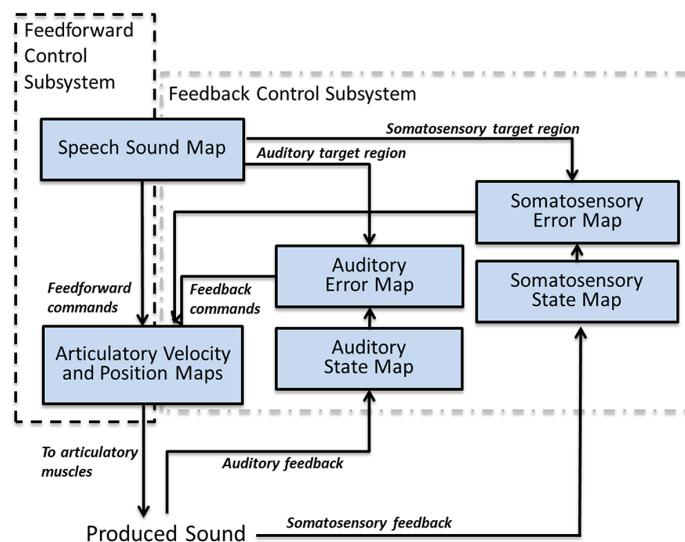 Feedforward
Control
Subsystem
Feedback Control Subsystem
Somatosensory target region
Speech Sound Map
Auditory target region
Somatosensory
Error Map
Auditory
Error Map
Somatosensory
State Map
Feedforward
commands
Feedback
commands
Articulatory Velocity
and Position Maps
Auditory
State Map
To articulatory
muscles
Auditory feedback
Produced Sound
Somatosensory feedback